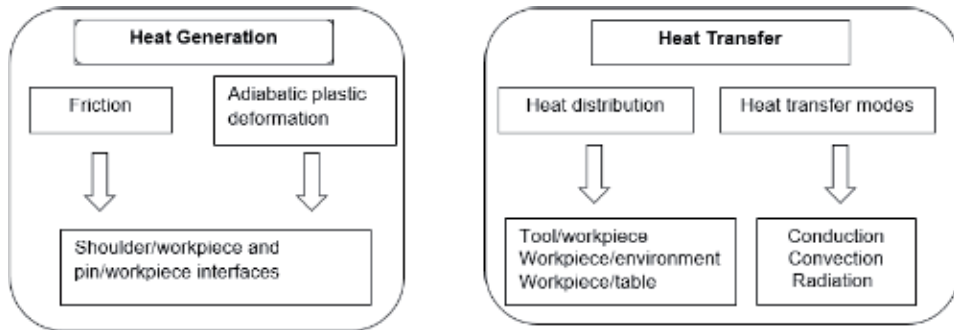 Heat Generation
Friction
Adiabatic plastic
deformation
Shoulder/workpiece and
pin/workpiece interfaces
Heat Transfer
Heat distribution
Heat transfer modes
Tool/workpiece
Workpiece/environment
Workpiece/table
Conduction
Convection
Radiation